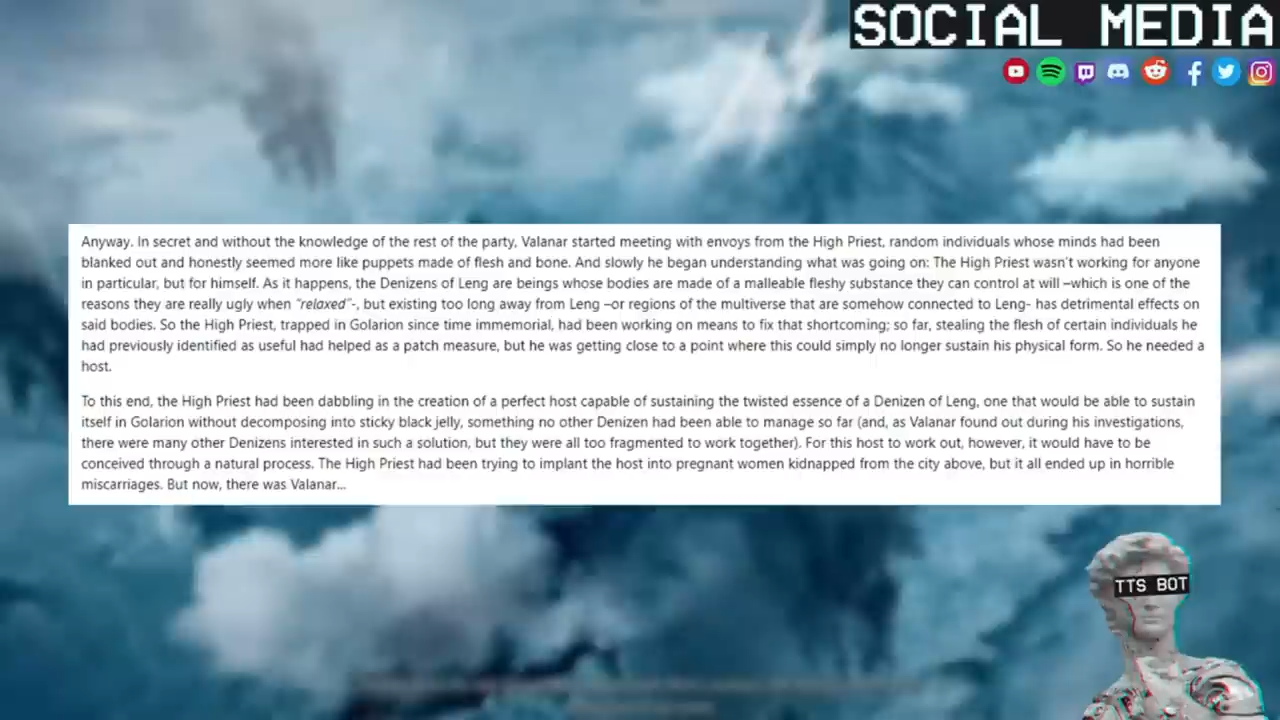 SOCIAL MEDIA
Anyway. In secret and without the knowledge of the rest of the party, Valanar started meeting with envoys from the High Priest, random individuals whose minds had been
blanked out and honestly seemed more like puppets made of flesh and bone. And slowly he began understanding what was going on: The High Priest wasn't working for anyone
in particular, but for himself. As it happens, the Denizens of Leng are beings whose bodies are made of a malleable fleshy substance they can control at will –which is one of the
reasons they are really ugly when "relaxed"-, but existing too long away from Leng –or regions of the multiverse that are somehow connected to Leng- has detrimental effects on
said bodies. So the High Priest, trapped in Golarion since time immemorial, had been working on means to fix that shortcoming; so far, stealing the flesh of certain individuals he
had previously identified as useful had helped as a patch measure, but he was getting close to a point where this could simply no longer sustain his physical form. So he needed a
host.
To this end, the High Priest had been dabbling in the creation of a perfect host capable of sustaining the twisted essence of a Denizen of Leng, one that would be able to sustain
itself in Golarion without decomposing into sticky black jelly, something no other Denizen had been able to manage so far (and, as Valanar found out during his investigations,
there were many other Denizens interested in such a solution, but they were all too fragmented to work together). For this host to work out, however, it would have to be
conceived through a natural process. The High Priest had been trying to implant the host into pregnant women kidnapped from the city above, but it all ended up in horrible
miscarriages. But now, there was Valanar...
TTS BOT